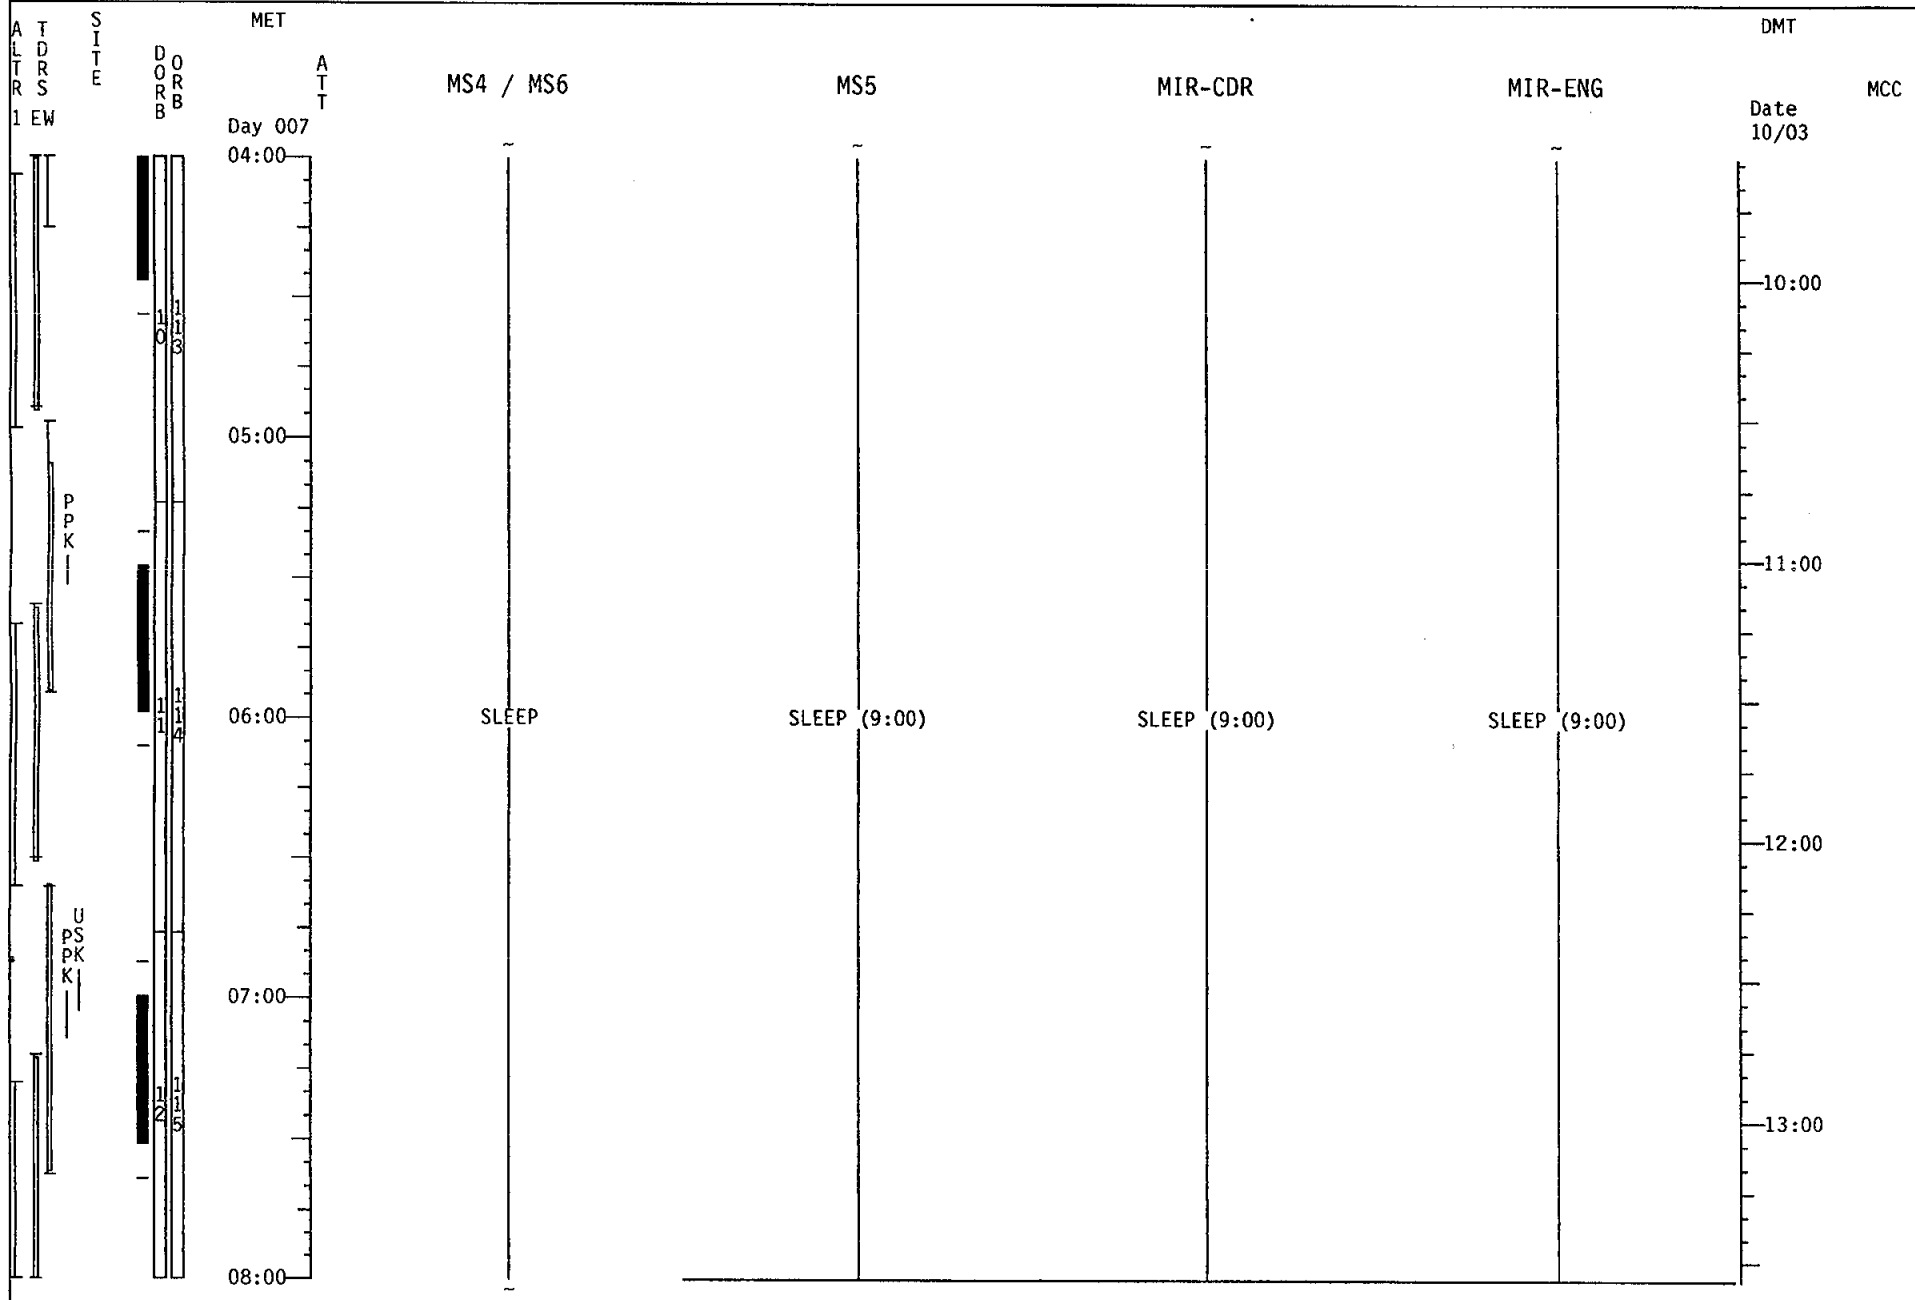 ALTR 1
TDRS EW
SITE
DORB
ORB
MET
ATT
MS4 / MS6
MS5
MIR-CDR
MIR-ENG
DMT
MCC
Day 007
Date
10/03
04:00
~
~
~
~
10:00
10
113
05:00
PPK
11:00
11
114
06:00
SLEEP
SLEEP (9:00)
SLEEP (9:00)
SLEEP (9:00)
12:00
PPK
USK
07:00
12
115
13:00
08:00
~